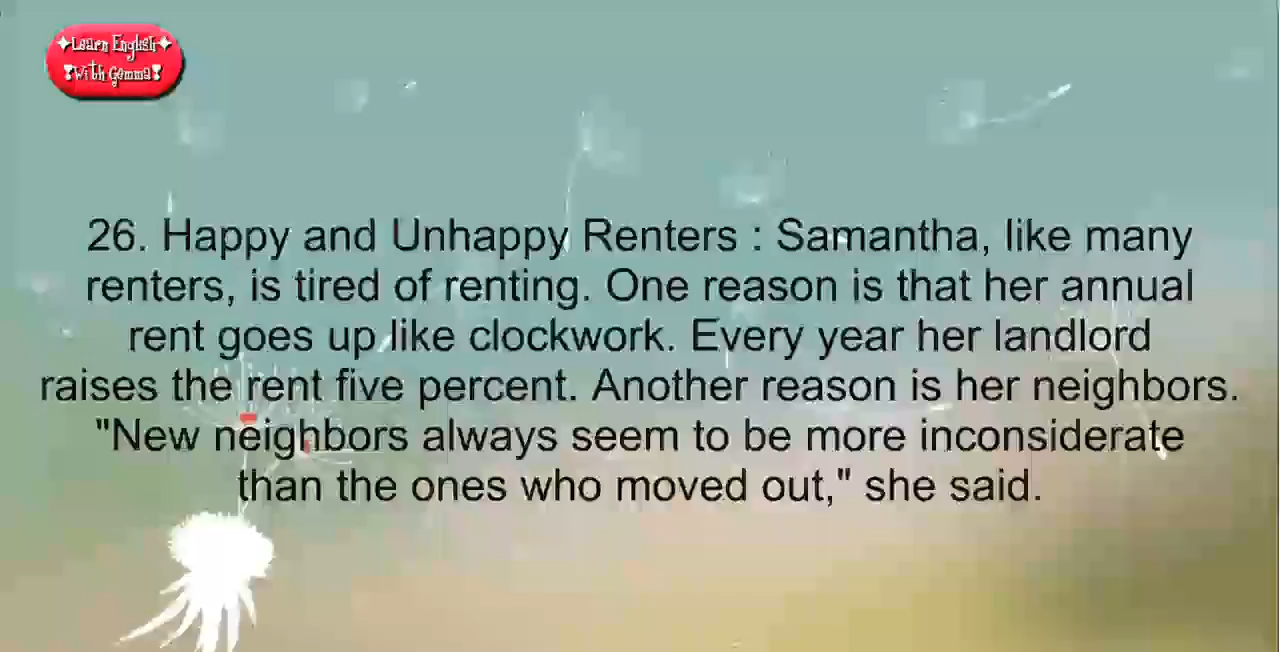 Learn English
With Gemma
26. Happy and Unhappy Renters : Samantha, like many
renters, is tired of renting. One reason is that her annual
rent goes up like clockwork. Every year her landlord
raises the rent five percent. Another reason is her neighbors.
"New neighbors always seem to be more inconsiderate
than the ones who moved out," she said.